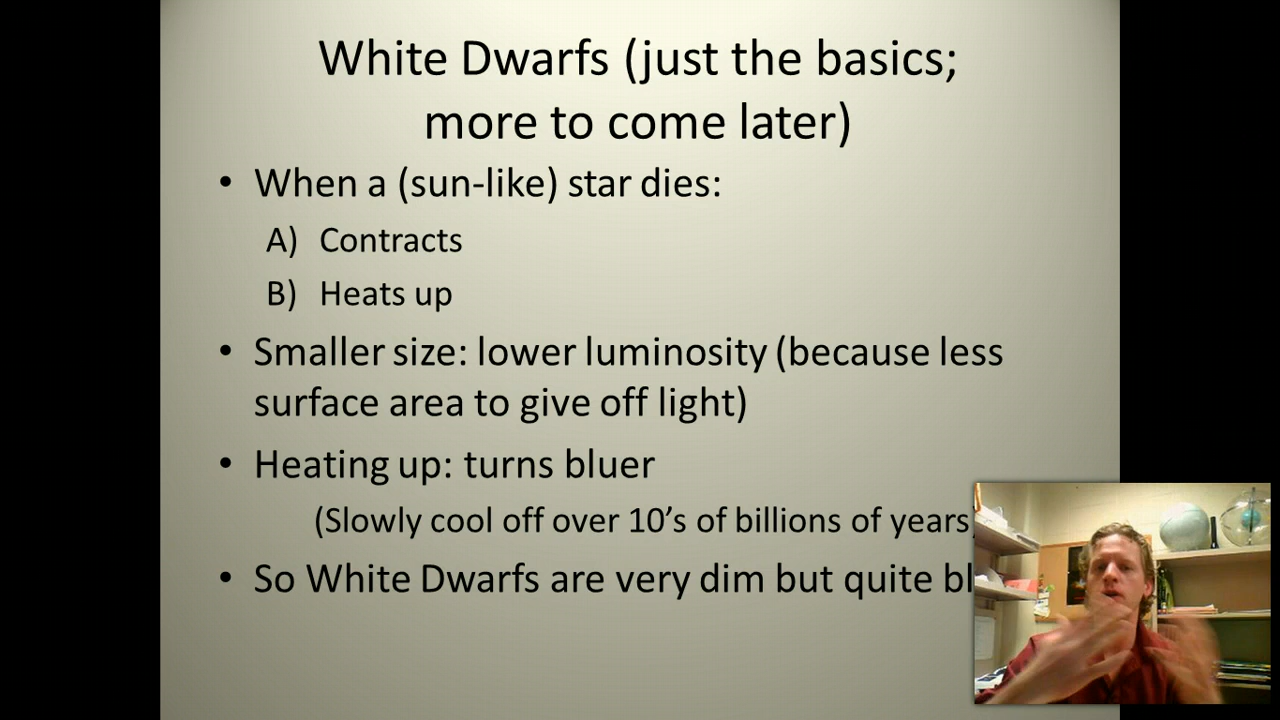 White Dwarfs (just the basics;
more to come later)
• When a (sun-like) star dies:
A) Contracts
B) Heats up
• Smaller size: lower luminosity (because less
surface area to give off light)
• Heating up: turns bluer
(Slowly cool off over 10’s of billions of years
• So White Dwarfs are very dim but quite